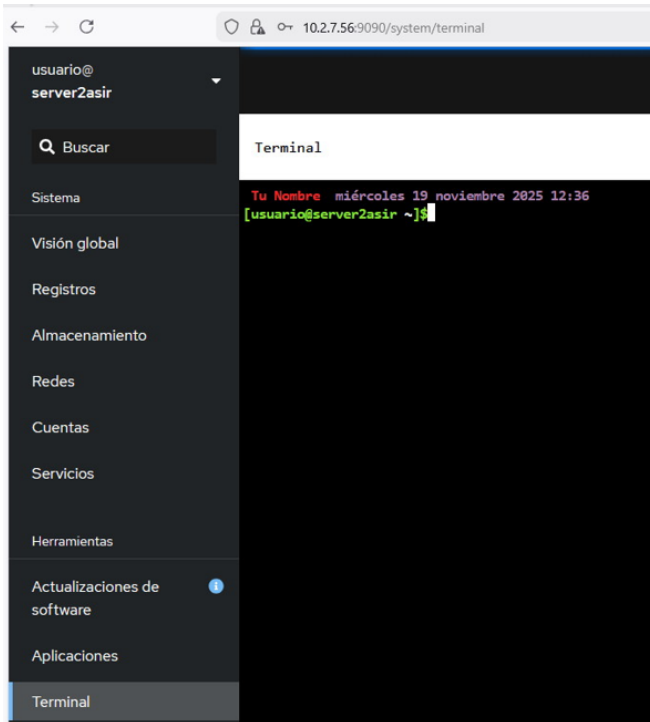 10.2.7.56:9090/system/terminal
usuario@
server2asir
Buscar
Sistema
Visión global
Registros
Almacenamiento
Redes
Cuentas
Servicios
Herramientas
Actualizaciones de
software
Aplicaciones
Terminal
Terminal
Tu Nombre miércoles 19 noviembre 2025 12:36
[usuario@server2asir ~]$